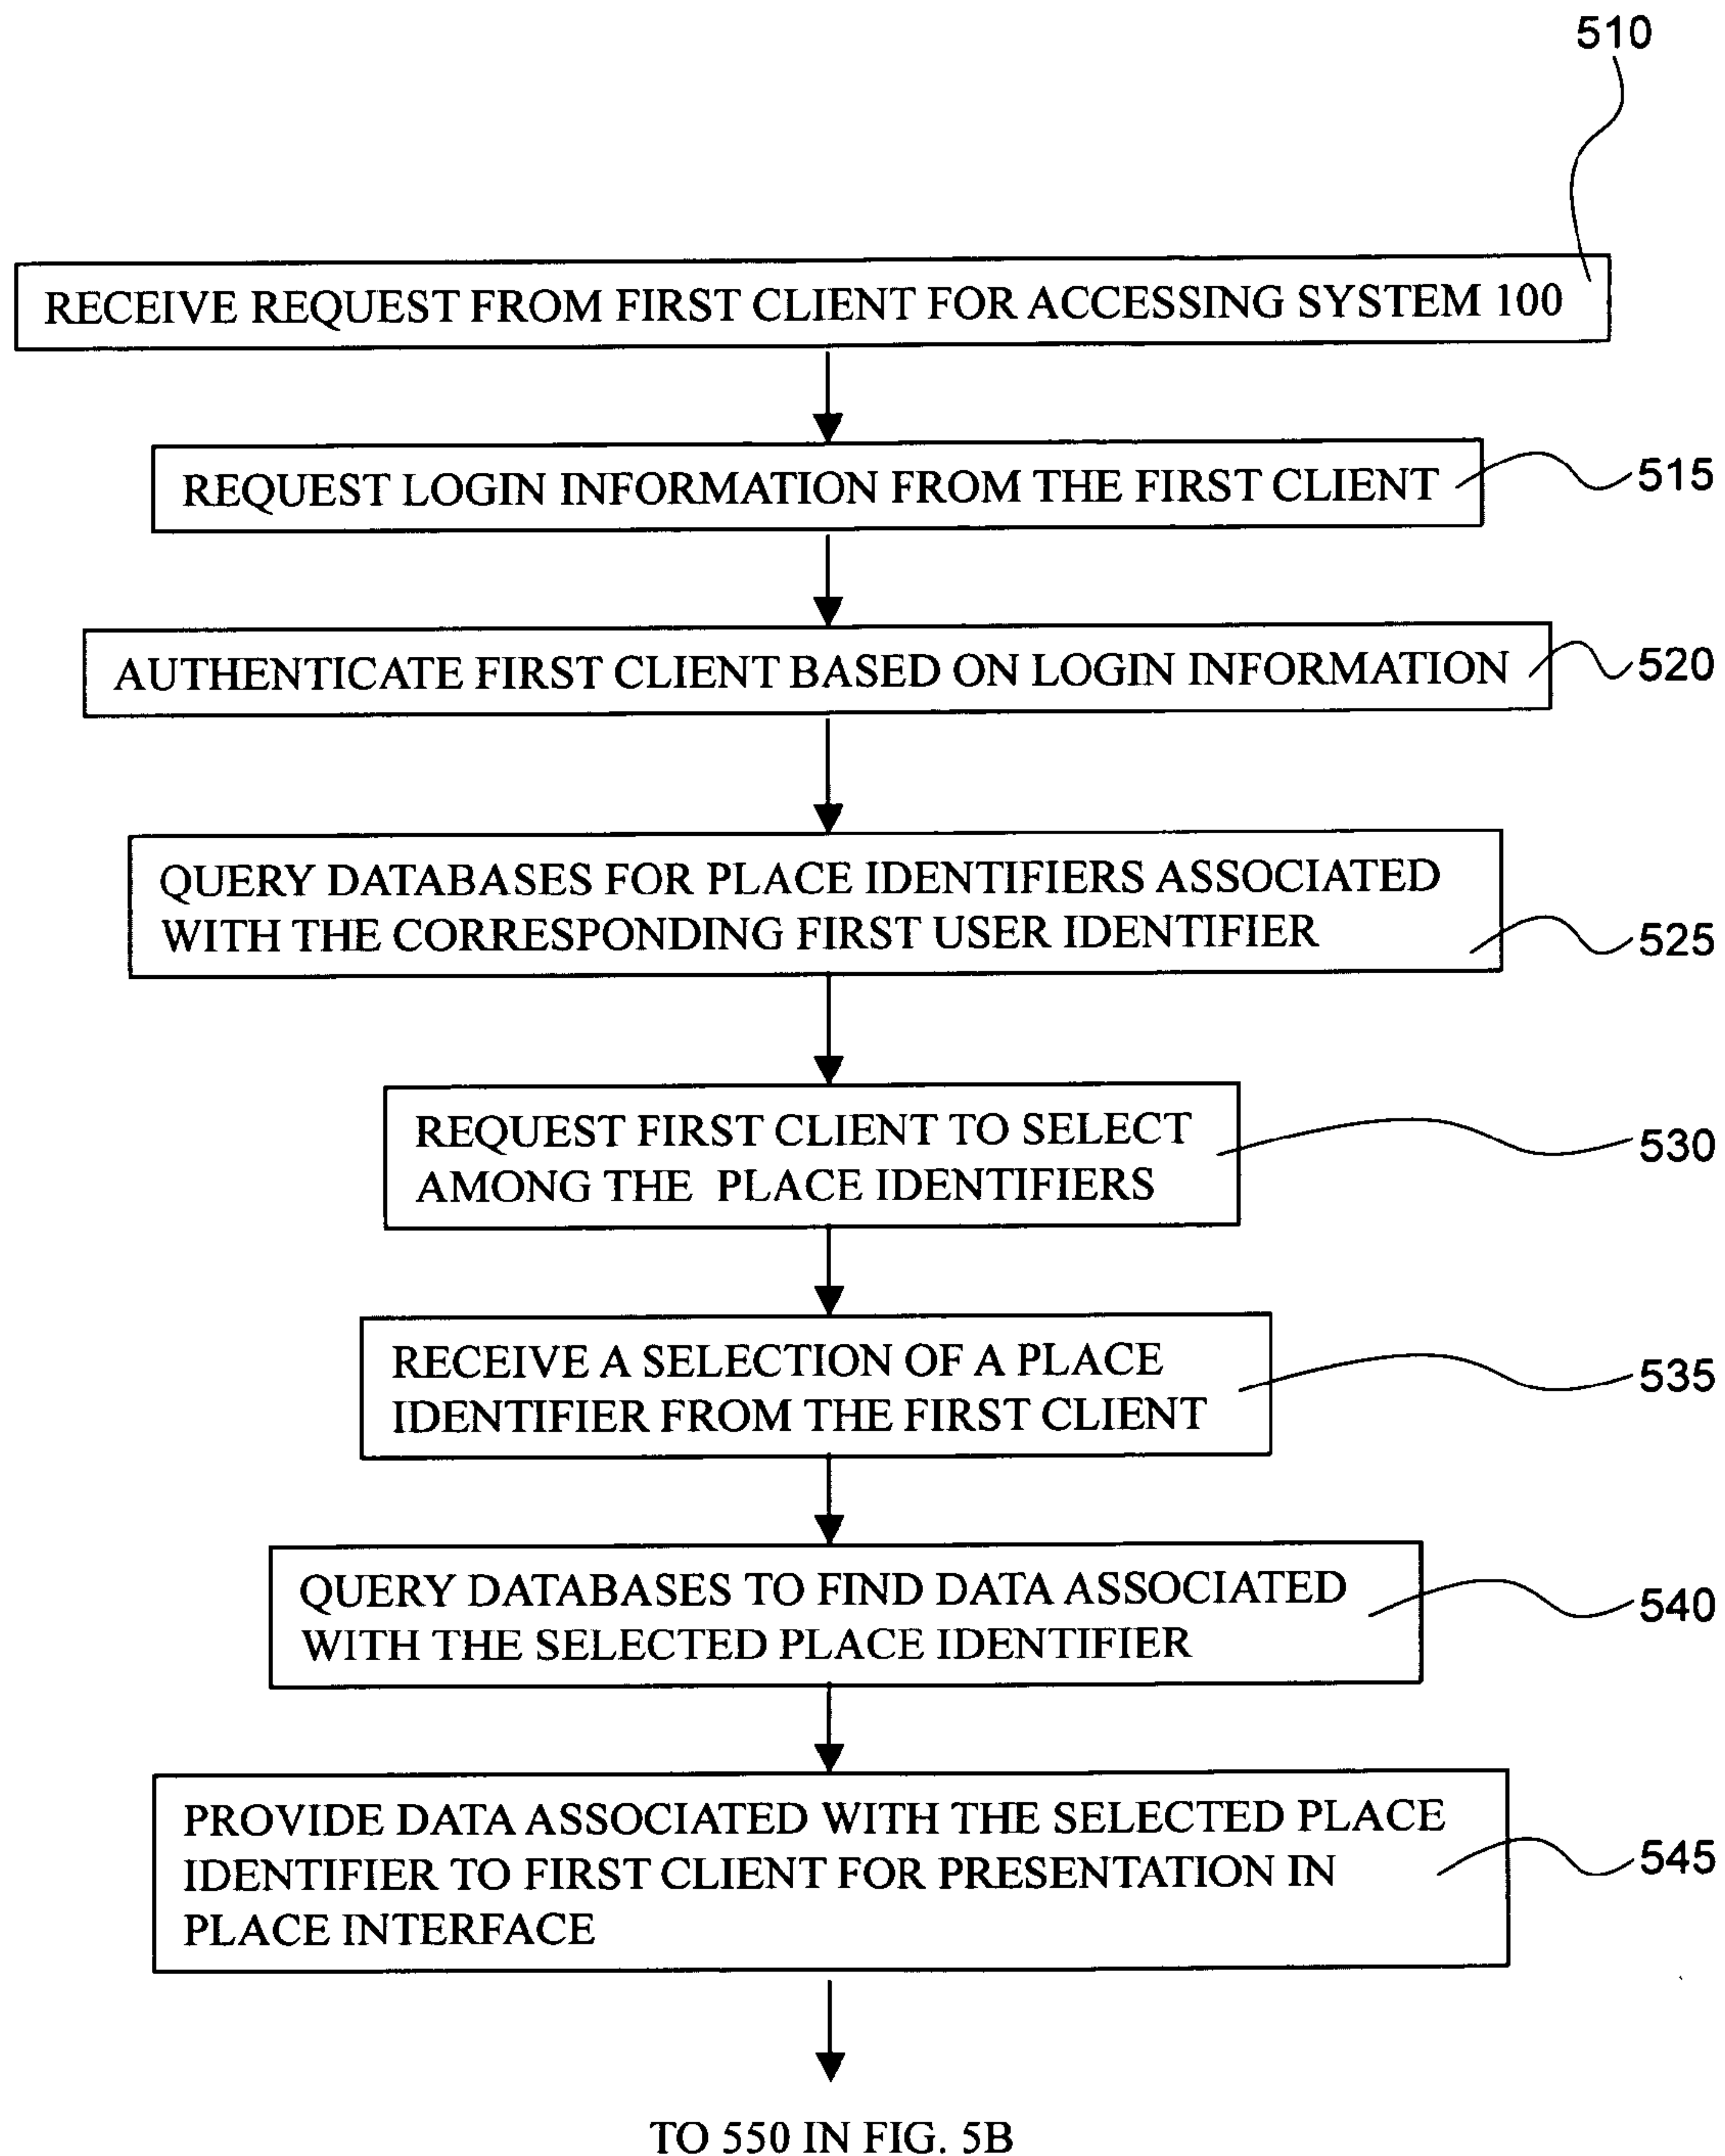 510
RECEIVE REQUEST FROM FIRST CLIENT FOR ACCESSING SYSTEM 100
REQUEST LOGIN INFORMATION FROM THE FIRST CLIENT
515
AUTHENTICATE FIRST CLIENT BASED ON LOGIN INFORMATION
520
QUERY DATABASES FOR PLACE IDENTIFIERS ASSOCIATED
WITH THE CORRESPONDING FIRST USER IDENTIFIER
525
REQUEST FIRST CLIENT TO SELECT
AMONG THE PLACE IDENTIFIERS
530
RECEIVE A SELECTION OF A PLACE
IDENTIFIER FROM THE FIRST CLIENT
535
QUERY DATABASES TO FIND DATA ASSOCIATED
WITH THE SELECTED PLACE IDENTIFIER
540
PROVIDE DATA ASSOCIATED WITH THE SELECTED PLACE
IDENTIFIER TO FIRST CLIENT FOR PRESENTATION IN
PLACE INTERFACE
545
TO 550 IN FIG. 5B